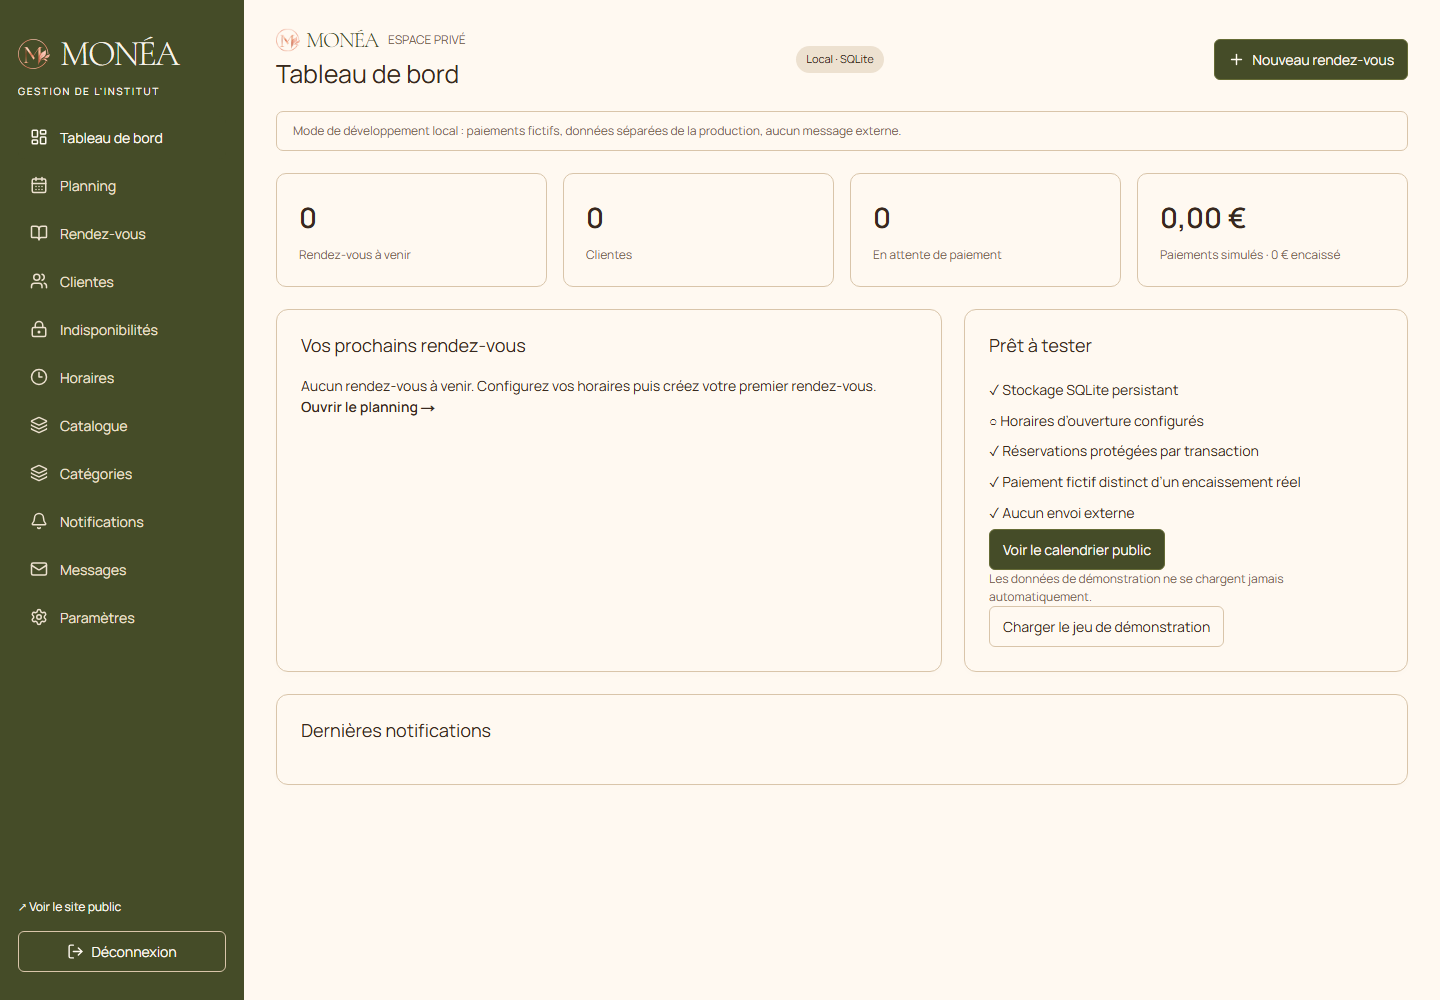 MONÉA
GESTION DE L'INSTITUT
Tableau de bord
Planning
Rendez-vous
Clientes
Indisponibilités
Horaires
Catalogue
Catégories
Notifications
Messages
Paramètres
↗ Voir le site public
Déconnexion
MONÉA ESPACE PRIVÉ
Tableau de bord
Local · SQLite
+ Nouveau rendez-vous
Mode de développement local : paiements fictifs, données séparées de la production, aucun message externe.
0
Rendez-vous à venir
0
Clientes
0
En attente de paiement
0,00 €
Paiements simulés · 0 € encaissé
Vos prochains rendez-vous
Aucun rendez-vous à venir. Configurez vos horaires puis créez votre premier rendez-vous.
Ouvrir le planning →
Prêt à tester
✓ Stockage SQLite persistant
○ Horaires d'ouverture configurés
✓ Réservations protégées par transaction
✓ Paiement fictif distinct d'un encaissement réel
✓ Aucun envoi externe
Voir le calendrier public
Les données de démonstration ne se chargent jamais
automatiquement.
Charger le jeu de démonstration
Dernières notifications